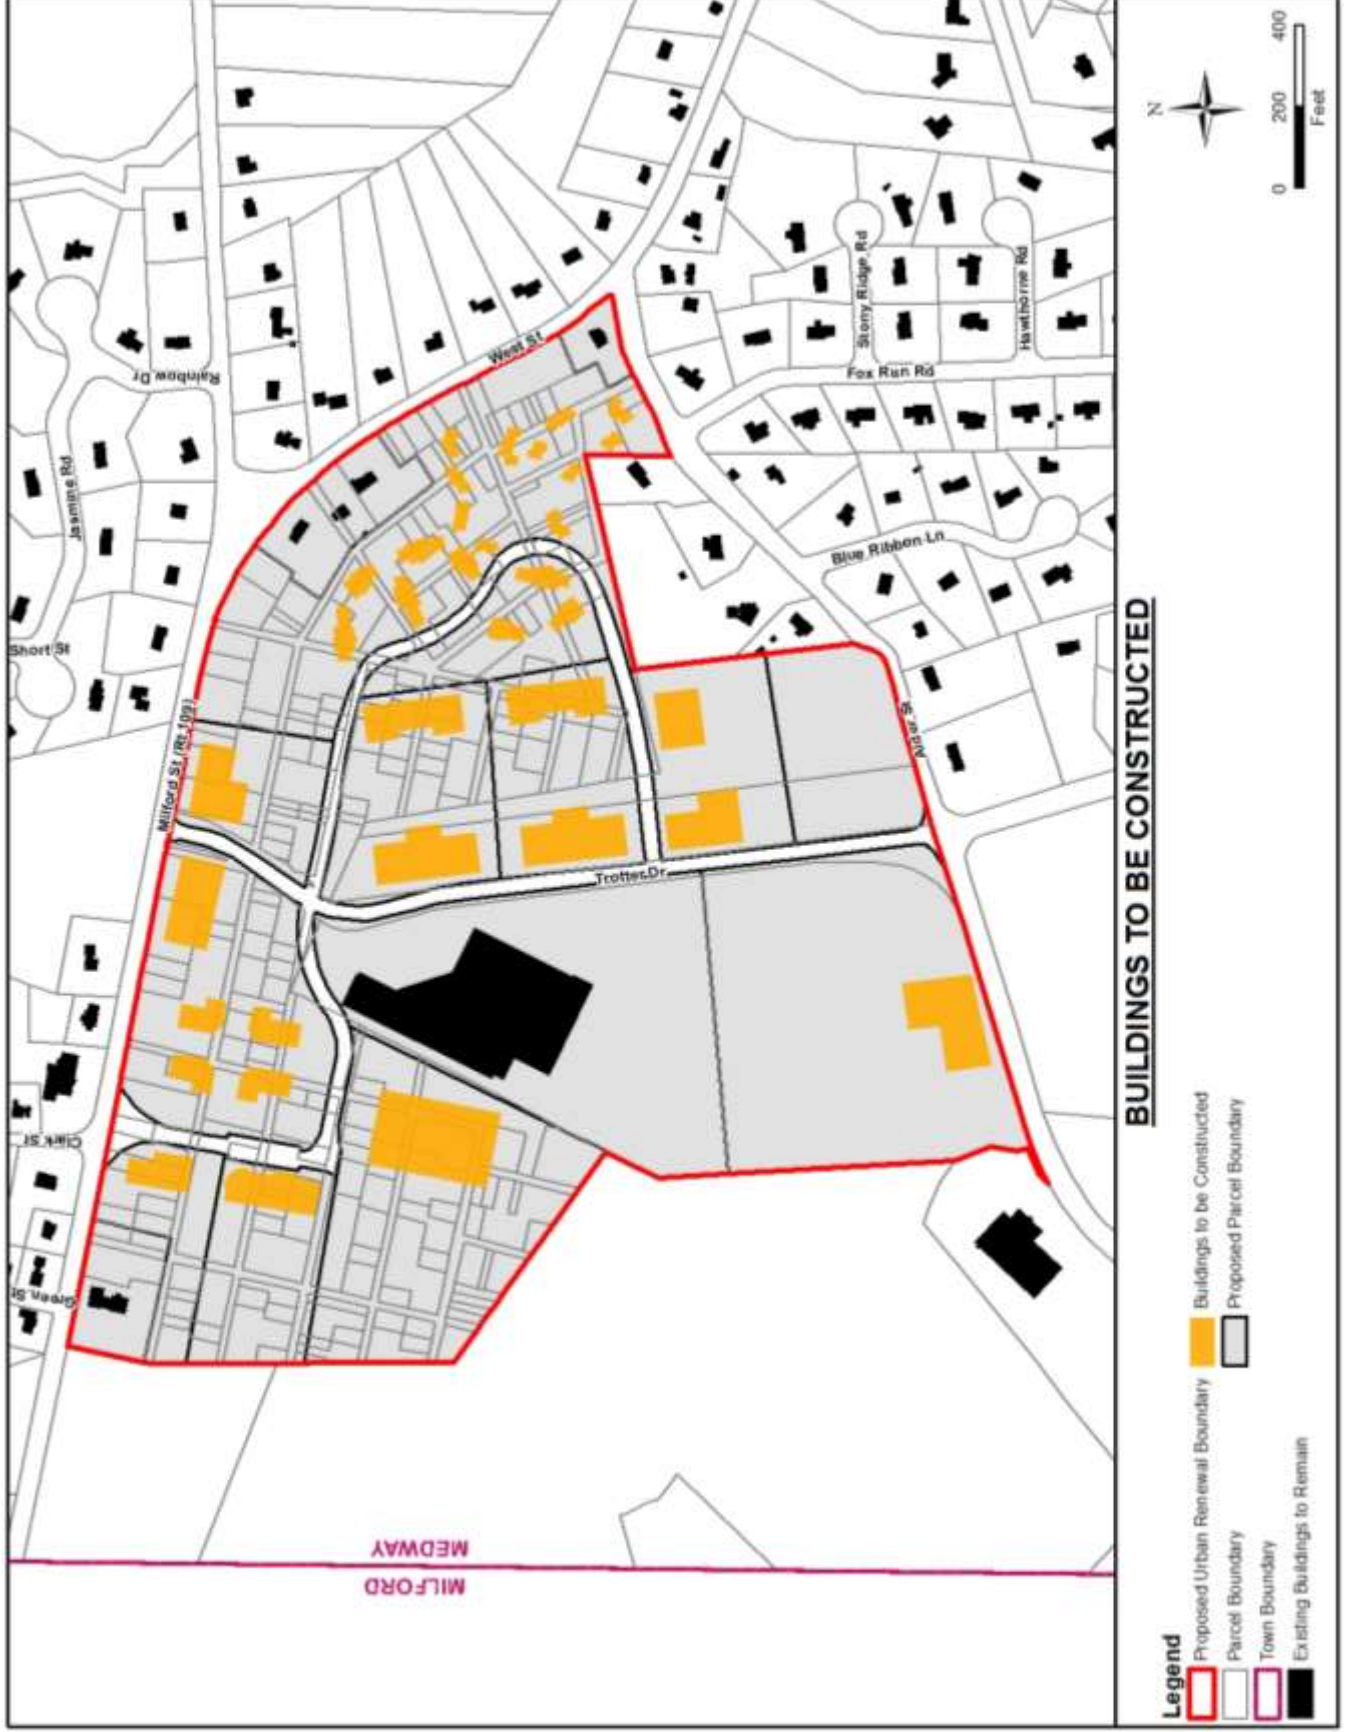 Short St
Jasmine Rd
Rainbow Dr
West St
Milford St (Rt 109)
Clark St
Green St
Trotter Dr
Alder St
Blue Ribbon Ln
Fox Run Rd
Stony Ridge Rd
Hawthorne Rd
MEDWAY
MILFORD
BUILDINGS TO BE CONSTRUCTED
Legend
Proposed Urban Renewal Boundary
Parcel Boundary
Town Boundary
Existing Buildings to Remain
Buildings to be Constructed
Proposed Parcel Boundary
N
0 200 400
Feet